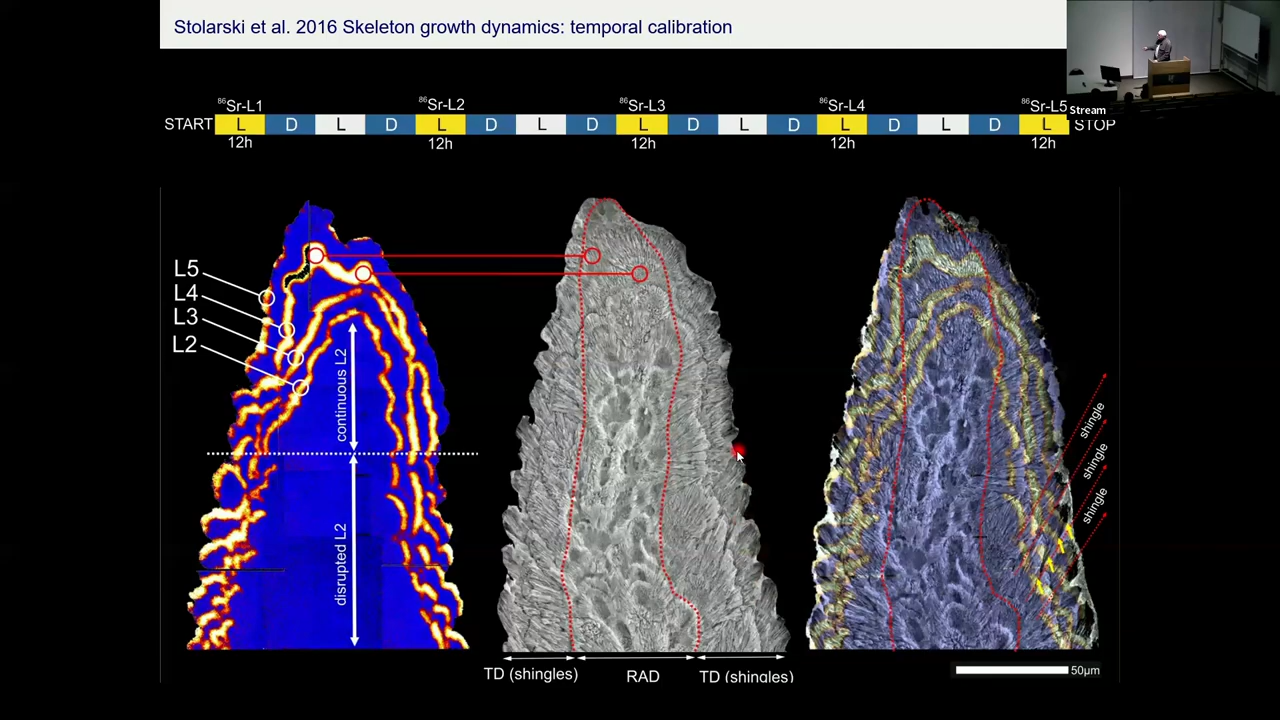 Stolarski et al. 2016 Skeleton growth dynamics: temporal calibration
Stream
86Sr-L1 86Sr-L2 86Sr-L3 86Sr-L4 86Sr-L5
START L D L D L D L D L D L D L D L D L STOP
12h 12h 12h 12h 12h
L5
L4
L3
L2
continuous L2
disrupted L2
shingle
shingle
shingle
TD (shingles) RAD TD (shingles)
50µm